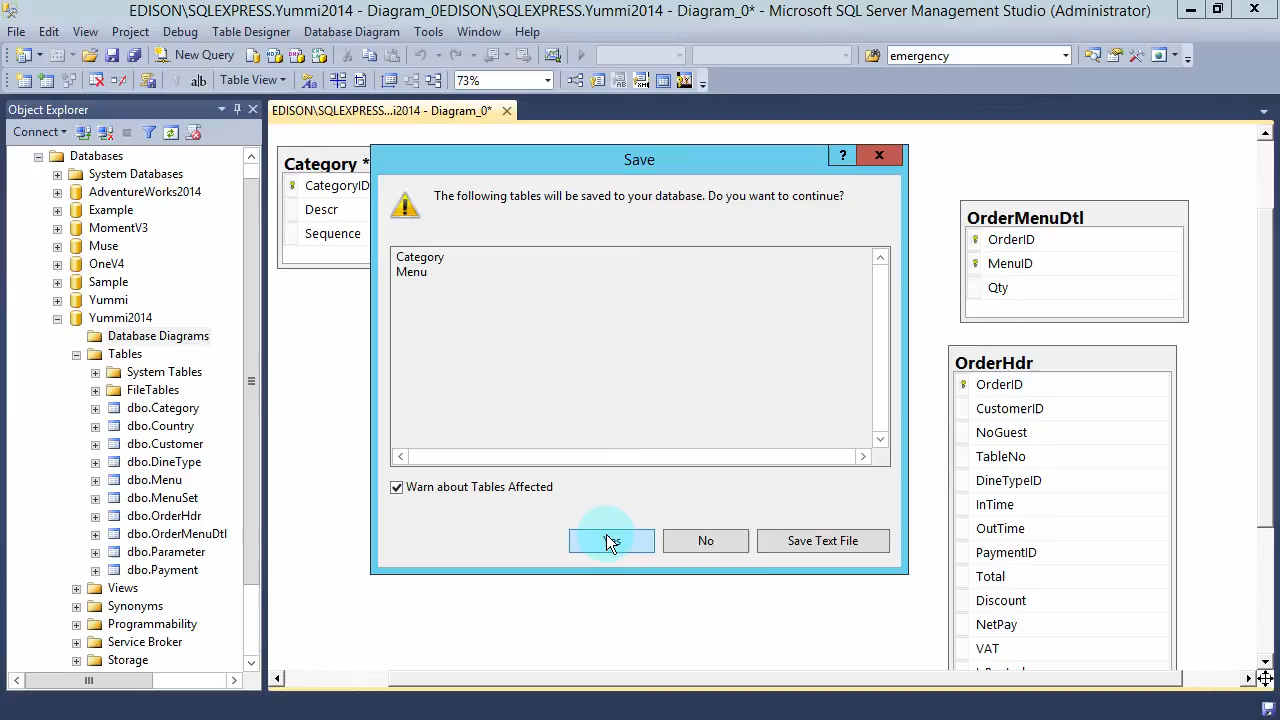 EDISON\SQLEXPRESS.Yummi2014 - Diagram_0EDISON\SQLEXPRESS.Yummi2014 - Diagram_0* - Microsoft SQL Server Management Studio (Administrator)
File Edit View Project Debug Table Designer Database Diagram Tools Window Help
New Query emergency
Table View 73%
Object Explorer
EDISON\SQLEXPRESS...i2014 - Diagram_0*
Connect
Databases
System Databases
AdventureWorks2014
Example
MomentV3
Muse
OneV4
Sample
Yummi
Yummi2014
Database Diagrams
Tables
System Tables
FileTables
dbo.Category
dbo.Country
dbo.Customer
dbo.DineType
dbo.Menu
dbo.MenuSet
dbo.OrderHdr
dbo.OrderMenuDtl
dbo.Parameter
dbo.Payment
Views
Synonyms
Programmability
Service Broker
Storage
Category *
CategoryID
Descr
Sequence
Save
The following tables will be saved to your database. Do you want to continue?
Category
Menu
Warn about Tables Affected
No Save Text File
OrderMenuDtl
OrderID
MenuID
Qty
OrderHdr
OrderID
CustomerID
NoGuest
TableNo
DineTypeID
InTime
OutTime
PaymentID
Total
Discount
NetPay
VAT